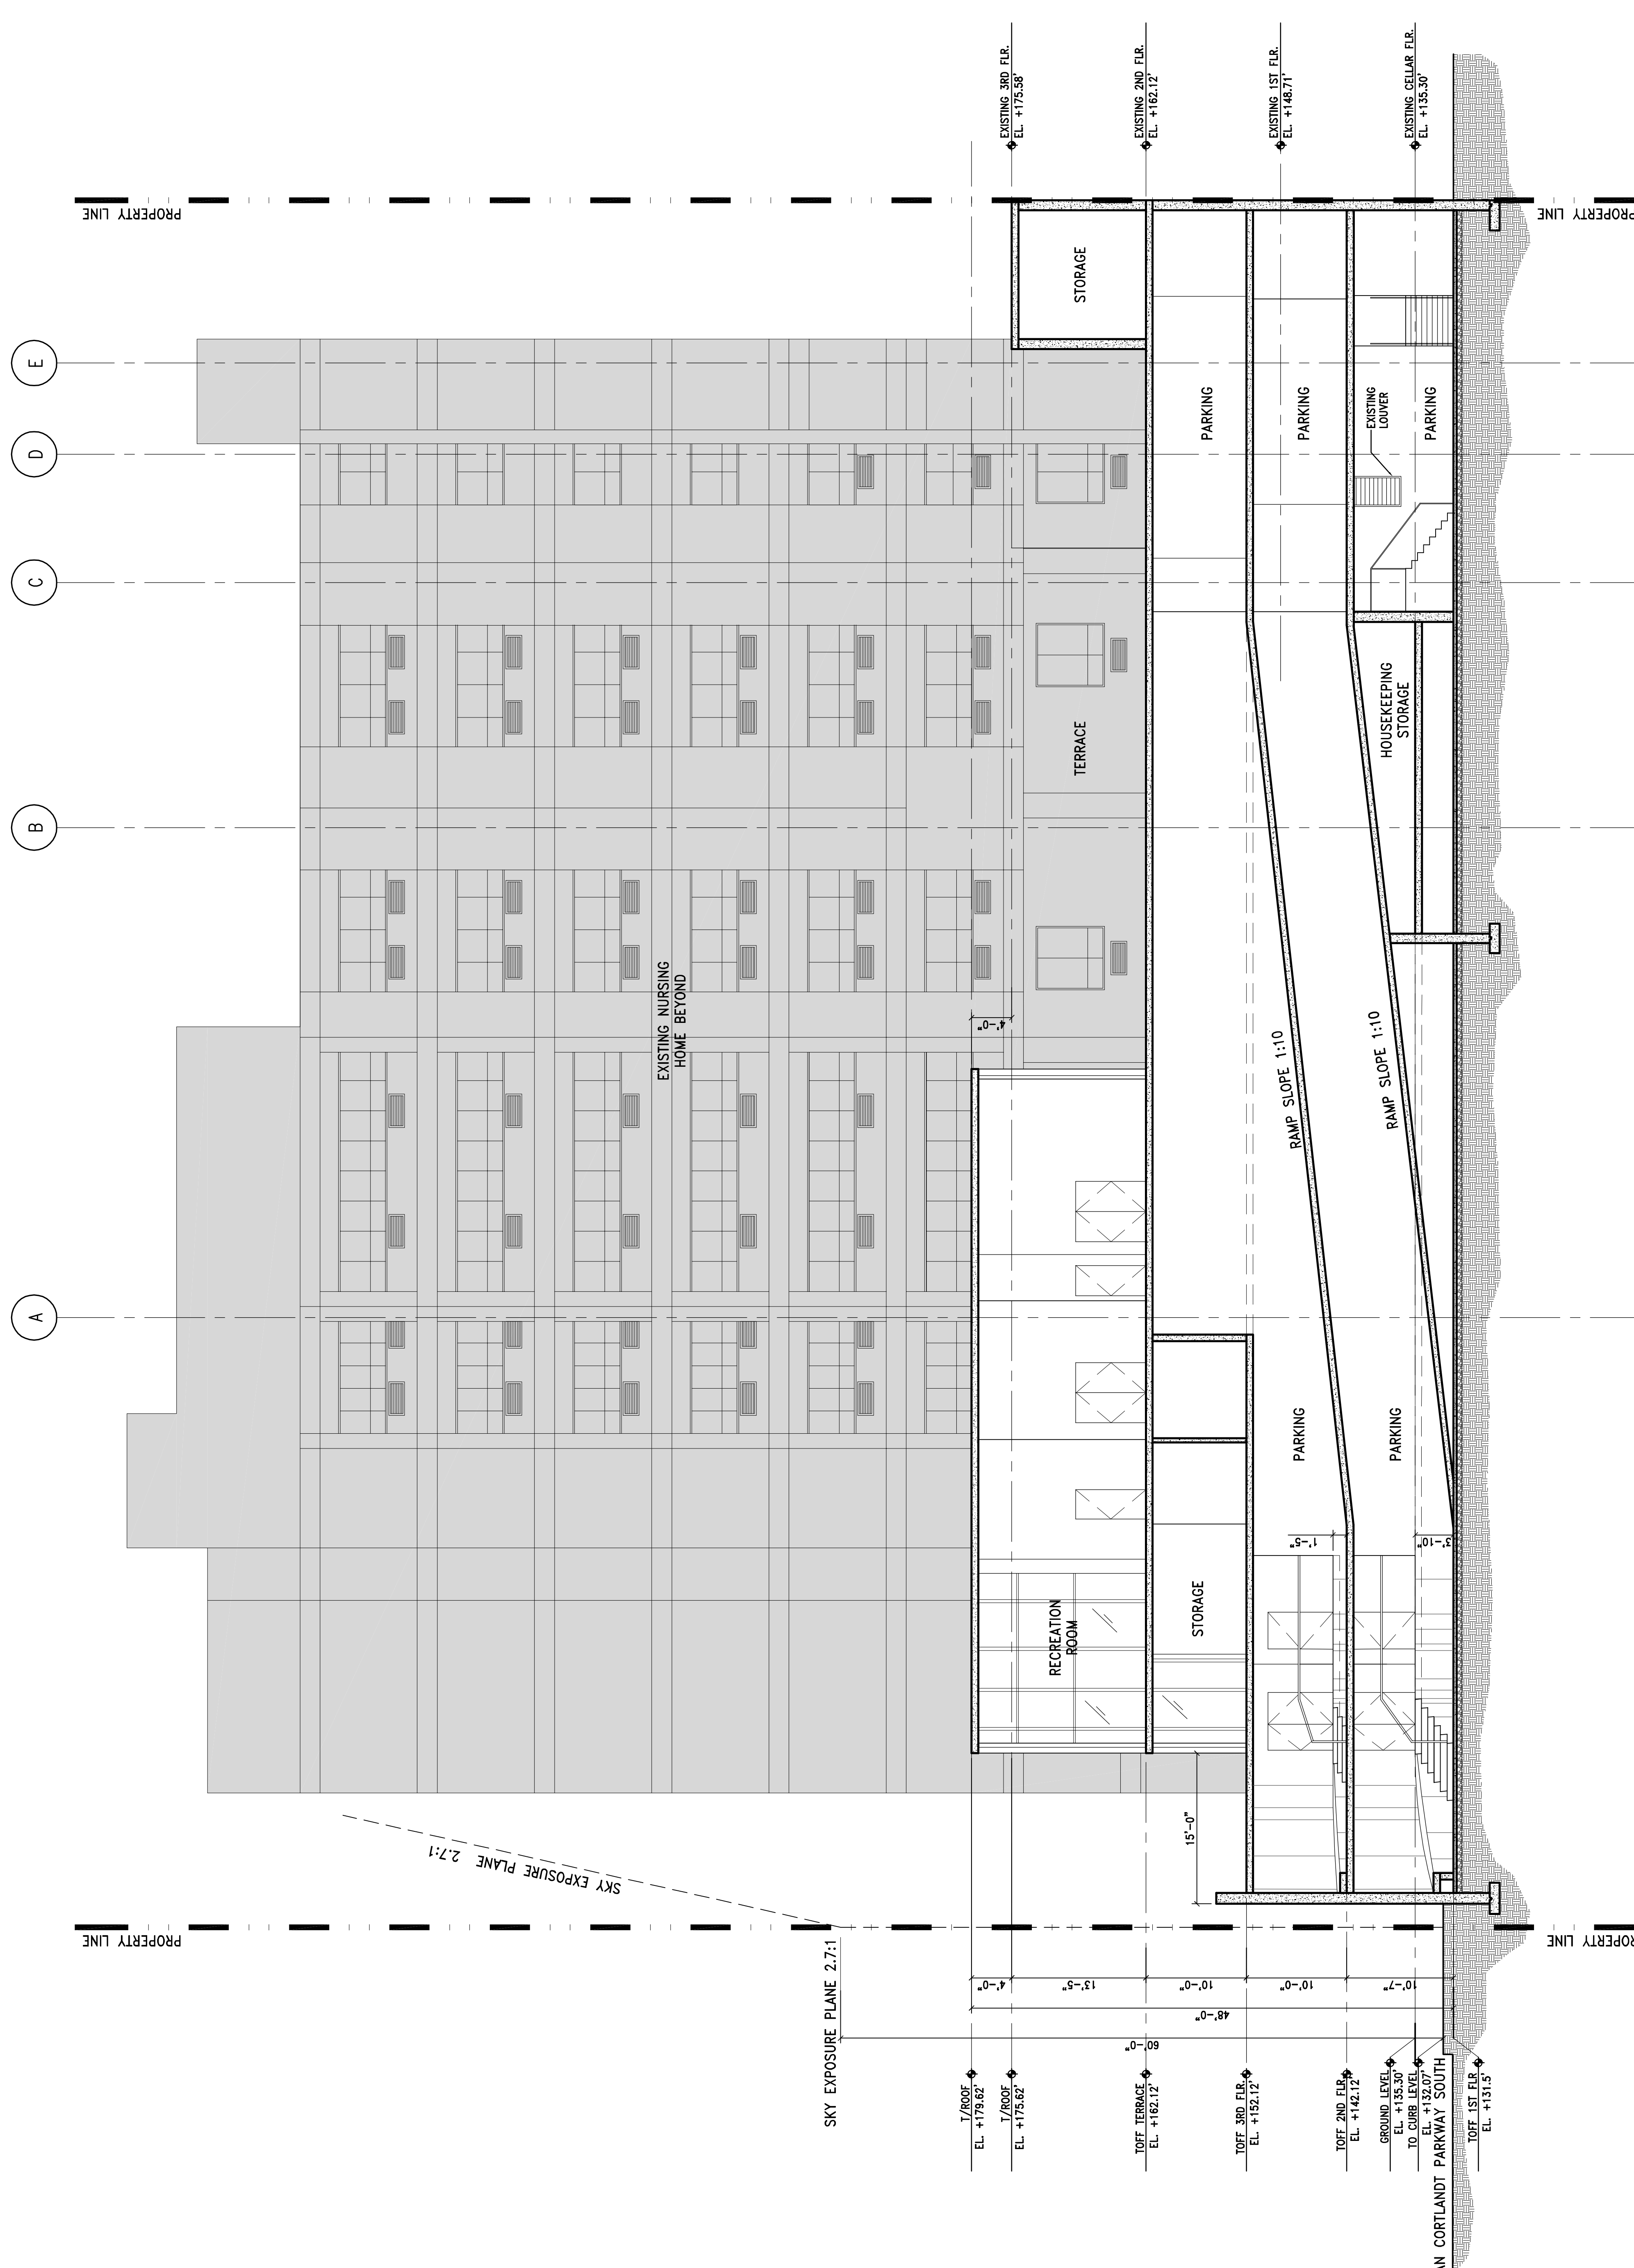 E
D
C
B
A
PROPERTY LINE
PROPERTY LINE
PROPERTY LINE
PROPERTY LINE
EXISTING 3RD FLR.
EL. +175.58'
EXISTING 2ND FLR.
EL. +162.12'
EXISTING 1ST FLR.
EL. +148.71'
EXISTING CELLAR FLR.
EL. +135.30'
STORAGE
PARKING
PARKING
EXISTING
LOUVER
PARKING
TERRACE
HOUSEKEEPING
STORAGE
EXISTING NURSING
HOME BEYOND
4'-0"
RAMP SLOPE 1:10
RAMP SLOPE 1:10
PARKING
PARKING
1'-5"
3'-10"
RECREATION
ROOM
STORAGE
15'-0"
SKY EXPOSURE PLANE 2.7:1
SKY EXPOSURE PLANE 2.7:1
4'-0"
13'-5"
10'-0"
10'-0"
10'-7"
48'-0"
60'-0"
T/ROOF
EL. +179.62'
T/ROOF
EL. +175.62'
TOFF TERRACE
EL. +162.12'
TOFF 3RD FLR.
EL. +152.12'
TOFF 2ND FLR.
EL. +142.12'
GROUND LEVEL
EL. +135.30'
TO CURB LEVEL
EL. +132.07'
AN CORTLANDT PARKWAY SOUTH
TOFF 1ST FLR
EL. +131.5'